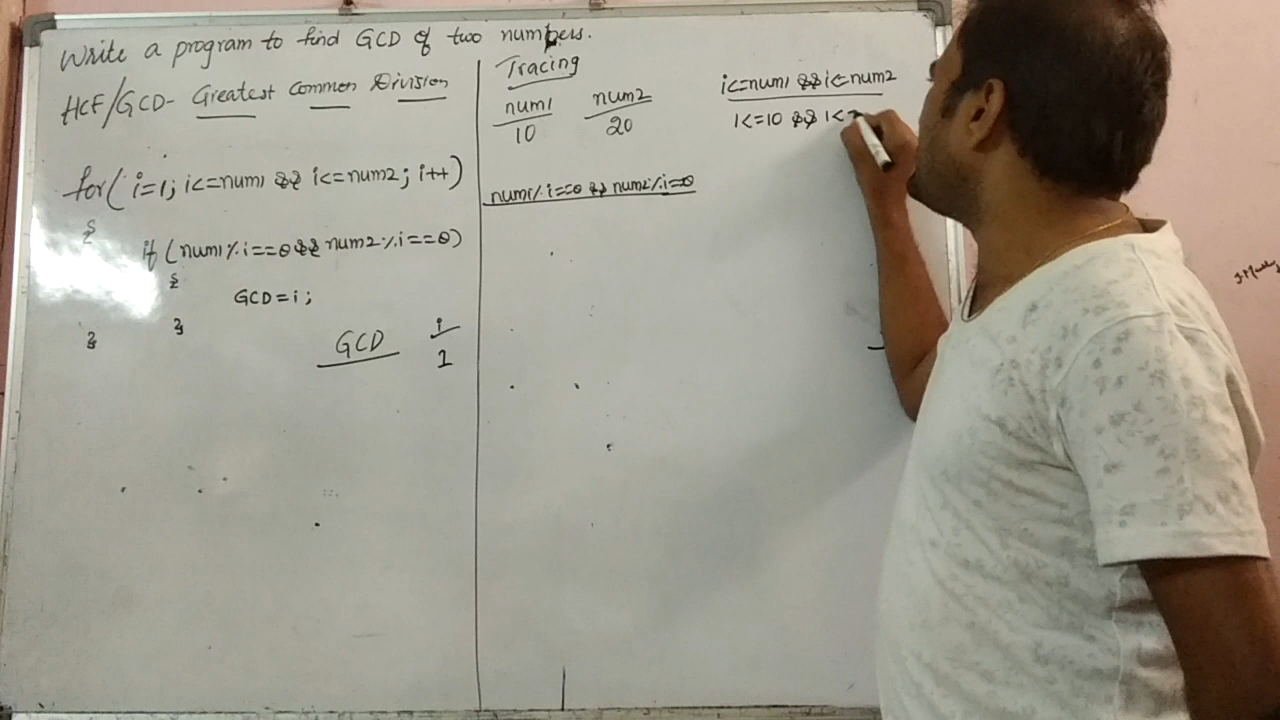 Write a program to find GCD of two numbers.
HCF/GCD- Greatest Common Division
for(i=1; i<=num1 && i<=num2; i++)
{
if(num1%i==0 && num2%i==0)
{
GCD=i;
}
}
GCD i
1
Tracing
num1 num2
10 20
num1%i==0 && num2%i==0
i<=num1 && i<=num2
1<=10 && 1<=